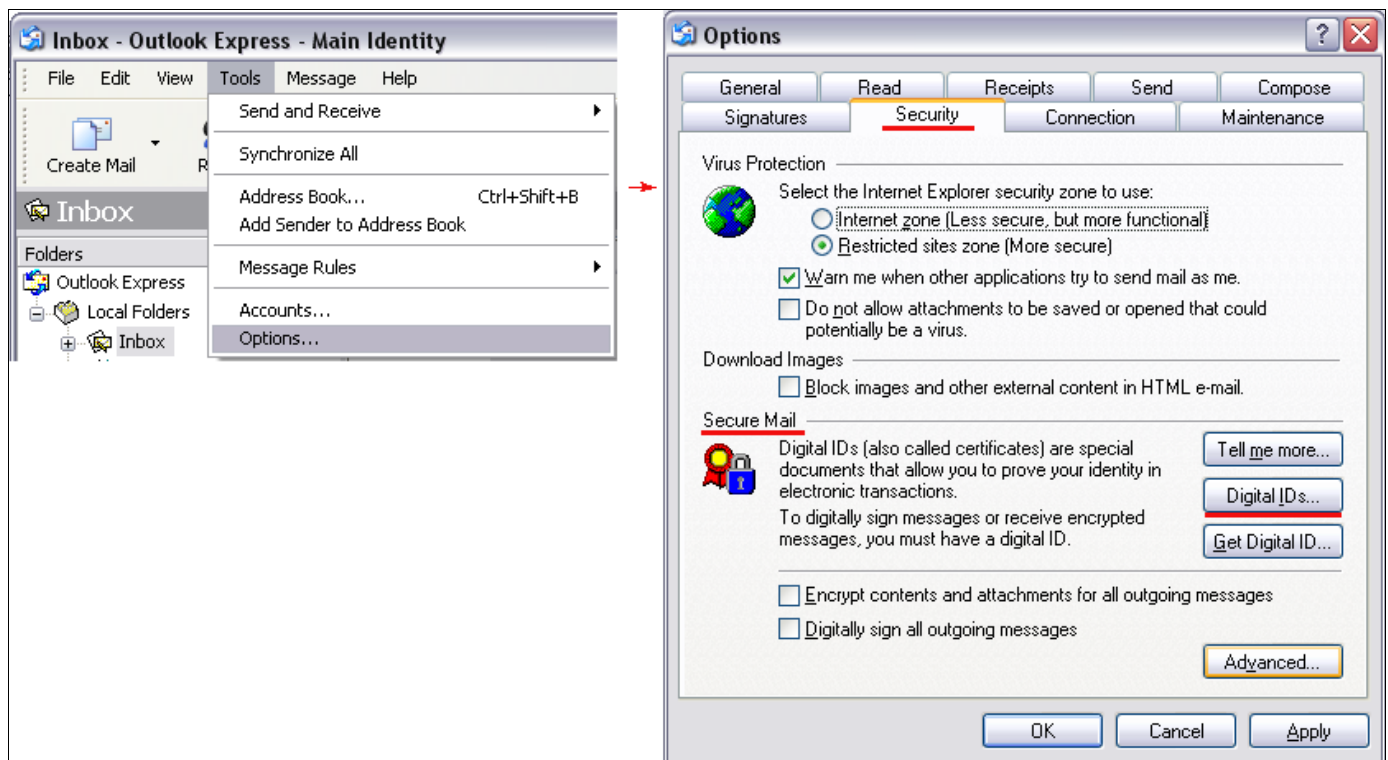 Inbox - Outlook Express - Main Identity
File Edit View Tools Message Help
Create Mail
Send and Receive
Synchronize All
Address Book... Ctrl+Shift+B
Add Sender to Address Book
Message Rules
Accounts...
Options...
Inbox
Folders
Outlook Express
Local Folders
Inbox
Options
General Read Receipts Send Compose
Signatures Security Connection Maintenance
Virus Protection
Select the Internet Explorer security zone to use:
Internet zone (Less secure, but more functional)
Restricted sites zone (More secure)
Warn me when other applications try to send mail as me.
Do not allow attachments to be saved or opened that could
potentially be a virus.
Download Images
Block images and other external content in HTML e-mail.
Secure Mail
Digital IDs (also called certificates) are special
documents that allow you to prove your identity in
electronic transactions.
Tell me more...
Digital IDs...
To digitally sign messages or receive encrypted
messages, you must have a digital ID.
Get Digital ID...
Encrypt contents and attachments for all outgoing messages
Digitally sign all outgoing messages
Advanced...
OK Cancel Apply